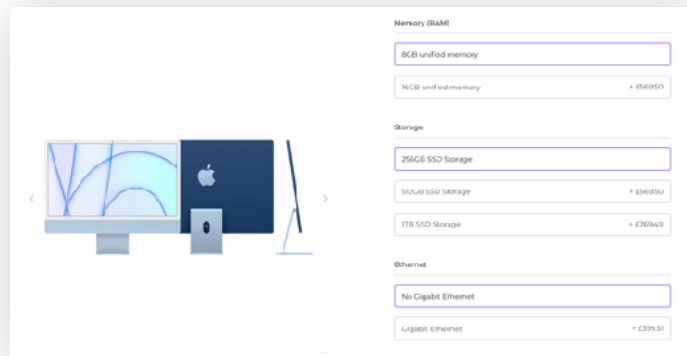 Memory (RAM)
8GB unified memory
16GB unified memory
Storage
256GB SSD Storage
512GB SSD Storage
1TB SSD Storage
Ethernet
No Gigabit Ethernet
Gigabit Ethernet